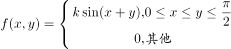 f(x, y) = { k sin(x + y), 0 ≤ x ≤ y ≤ π/2
0, 其他